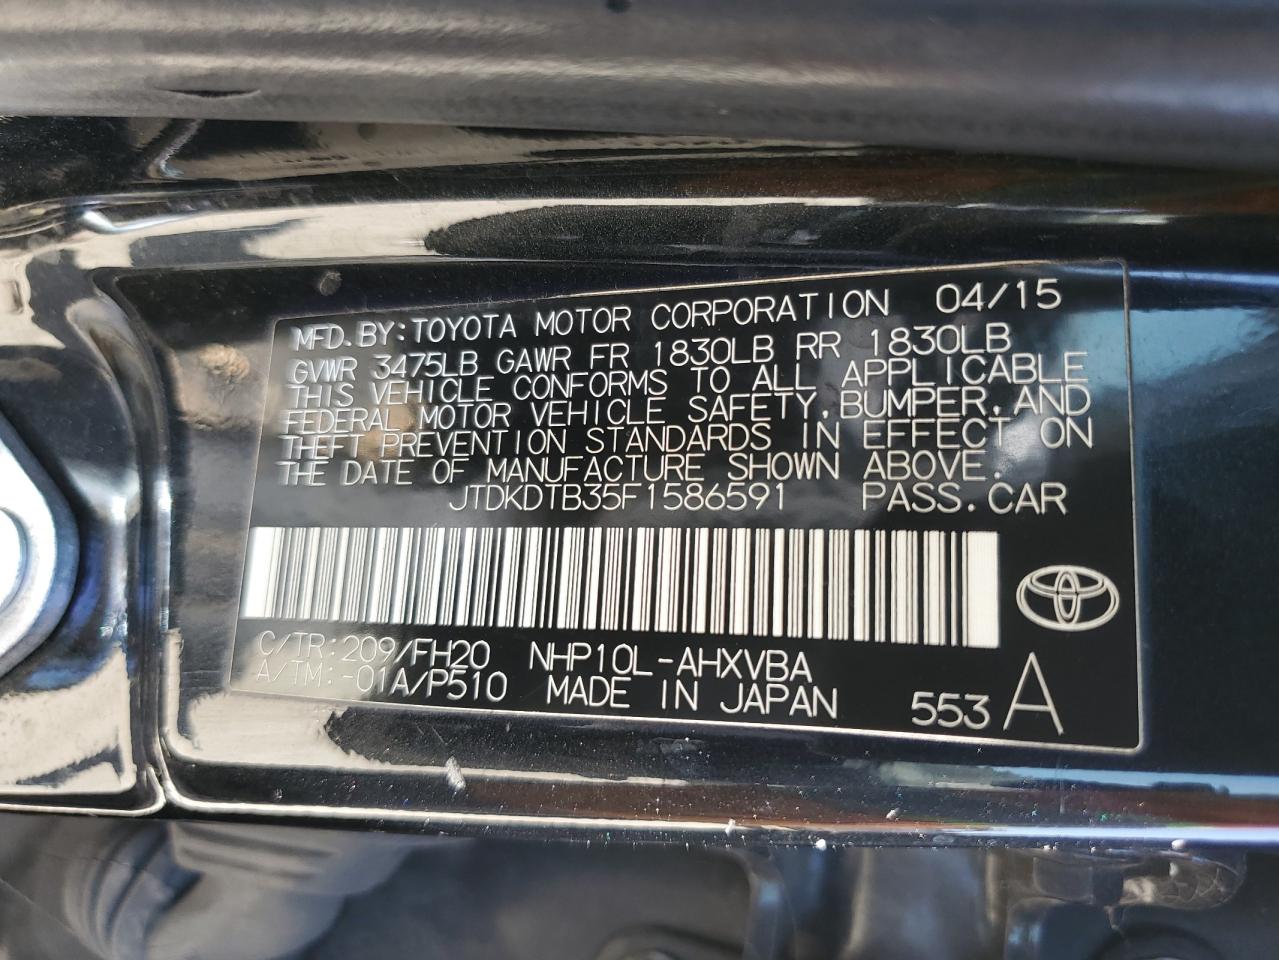 MFD.BY:TOYOTA MOTOR CORPORATION 04/15
GVWR 3475LB GAWR FR 1830LB RR 1830LB
THIS VEHICLE CONFORMS TO ALL APPLICABLE
FEDERAL MOTOR VEHICLE SAFETY,BUMPER,AND
THEFT PREVENTION STANDARDS IN EFFECT ON
THE DATE OF MANUFACTURE SHOWN ABOVE.
JTDKDTB35F1586591 PASS.CAR
C/TR:209/FH20 NHP10L-AHXVBA
A/TM:-01A/P510 MADE IN JAPAN 553 A